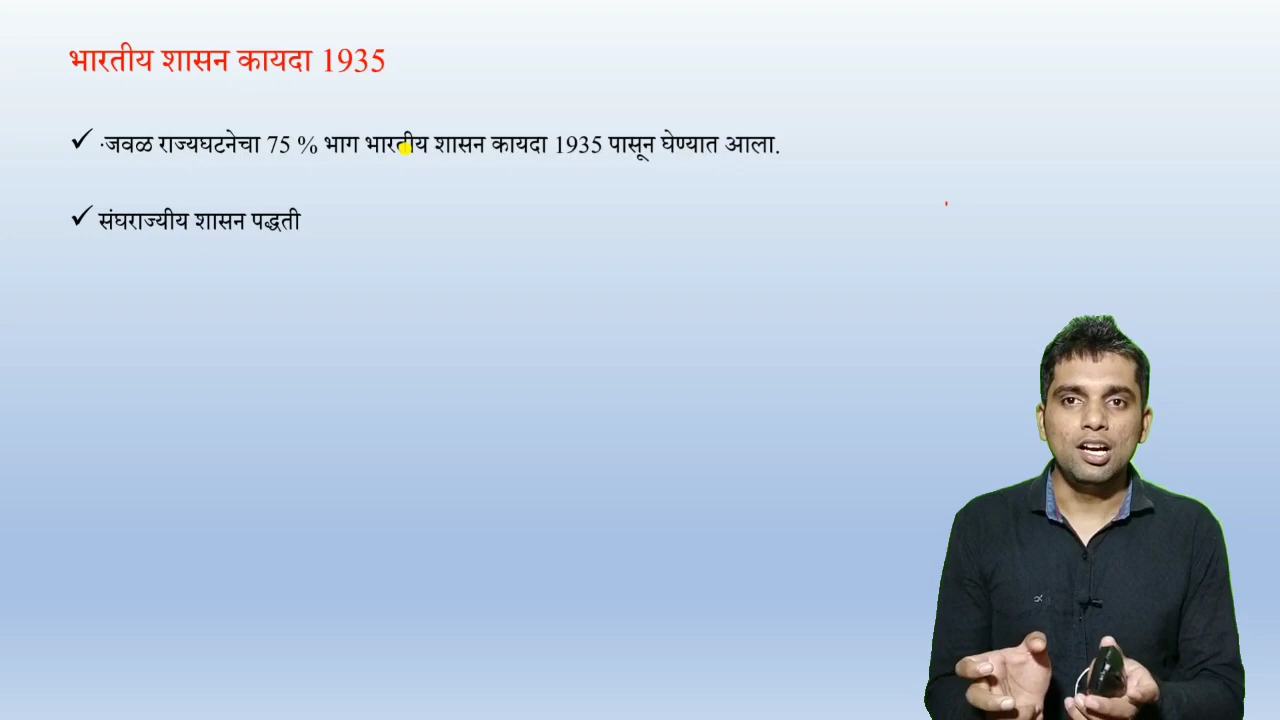 भारतीय शासन कायदा 1935
✓ ·जवळ राज्यघटनेचा 75 % भाग भारतीय शासन कायदा 1935 पासून घेण्यात आला.
✓ संघराज्यीय शासन पद्धती